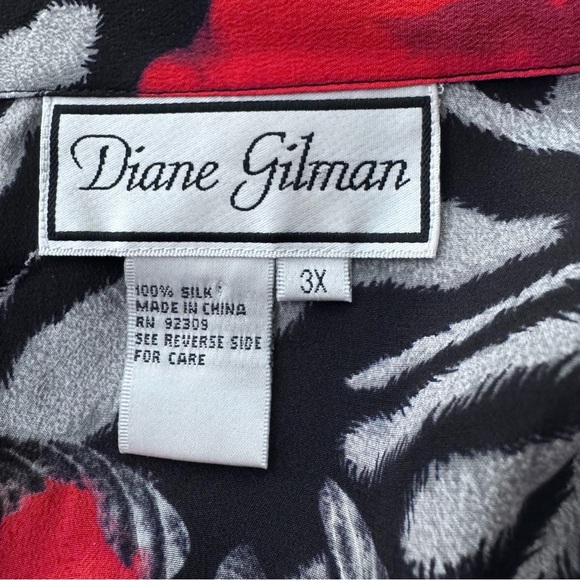 Diane Gilman
3X
100% SILK
MADE IN CHINA
RN 92309
SEE REVERSE SIDE
FOR CARE